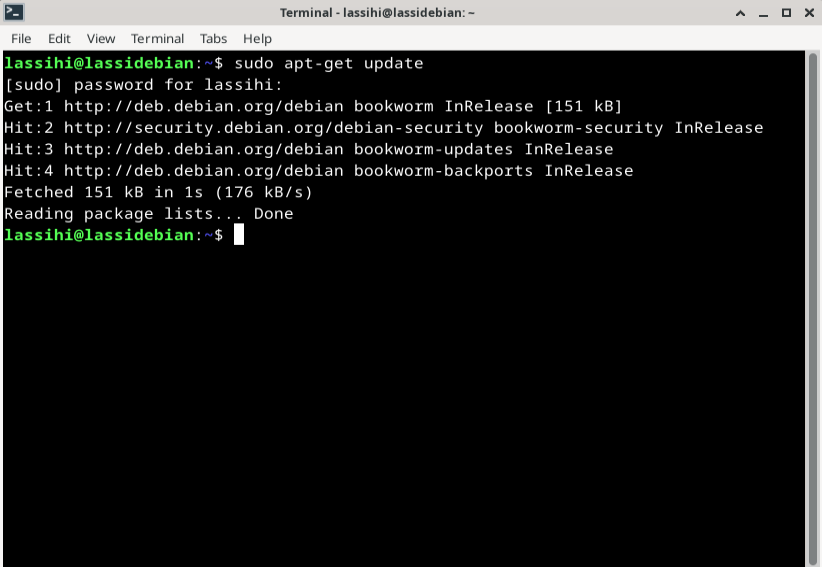 Terminal - lassihi@lassidebian: ~
File Edit View Terminal Tabs Help
lassihi@lassidebian:~$ sudo apt-get update
[sudo] password for lassihi:
Get:1 http://deb.debian.org/debian bookworm InRelease [151 kB]
Hit:2 http://security.debian.org/debian-security bookworm-security InRelease
Hit:3 http://deb.debian.org/debian bookworm-updates InRelease
Hit:4 http://deb.debian.org/debian bookworm-backports InRelease
Fetched 151 kB in 1s (176 kB/s)
Reading package lists... Done
lassihi@lassidebian:~$